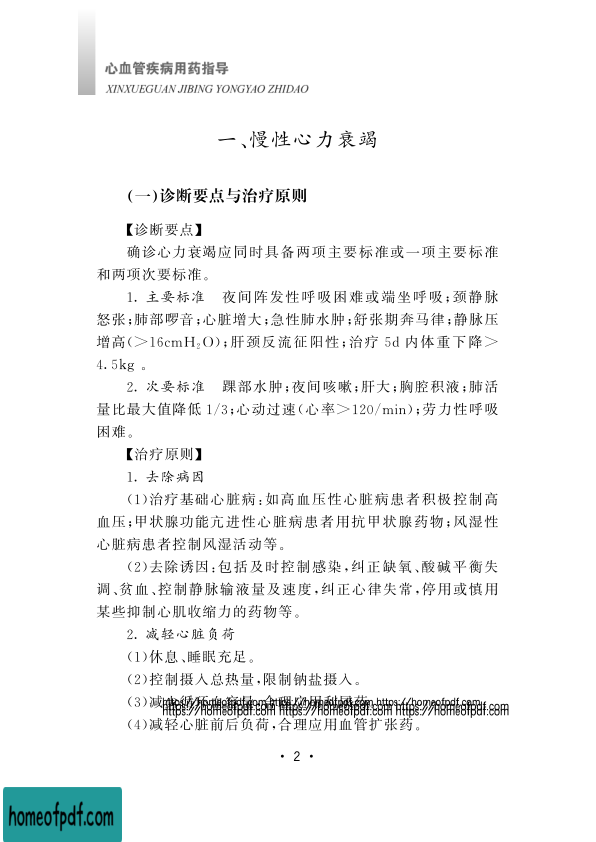 心血管疾病用药指导
XINXUEGUAN JIBING YONGYAO ZHIDAO
一、慢性心力衰竭
(一)诊断要点与治疗原则
【诊断要点】
确诊心力衰竭应同时具备两项主要标准或一项主要标准
和两项次要标准。
1. 主要标准 夜间阵发性呼吸困难或端坐呼吸;颈静脉
怒张;肺部啰音;心脏增大;急性肺水肿;舒张期奔马律;静脉压
增高(>16cmH₂O);肝颈反流征阳性;治疗 5d 内体重下降>
4.5kg 。
2. 次要标准 踝部水肿;夜间咳嗽;肝大;胸腔积液;肺活
量比最大值降低 1/3;心动过速(心率>120/min);劳力性呼吸
困难。
【治疗原则】
1. 去除病因
(1)治疗基础心脏病:如高血压性心脏病患者积极控制高
血压;甲状腺功能亢进性心脏病患者用抗甲状腺药物;风湿性
心脏病患者控制风湿活动等。
(2)去除诱因:包括及时控制感染,纠正缺氧、酸碱平衡失
调、贫血、控制静脉输液量及速度,纠正心律失常,停用或慎用
某些抑制心肌收缩力的药物等。
2. 减轻心脏负荷
(1)休息、睡眠充足。
(2)控制摄入总热量,限制钠盐摄入。
(3)减
https://homeofpdf.com https://homeofpdf.com https://homeofpdf.com
https://homeofpdf.com https://homeofpdf.com https://homeofpdf.com
(4)减轻心脏前后负荷,合理应用血管扩张药。
• 2 •
homeofpdf.com